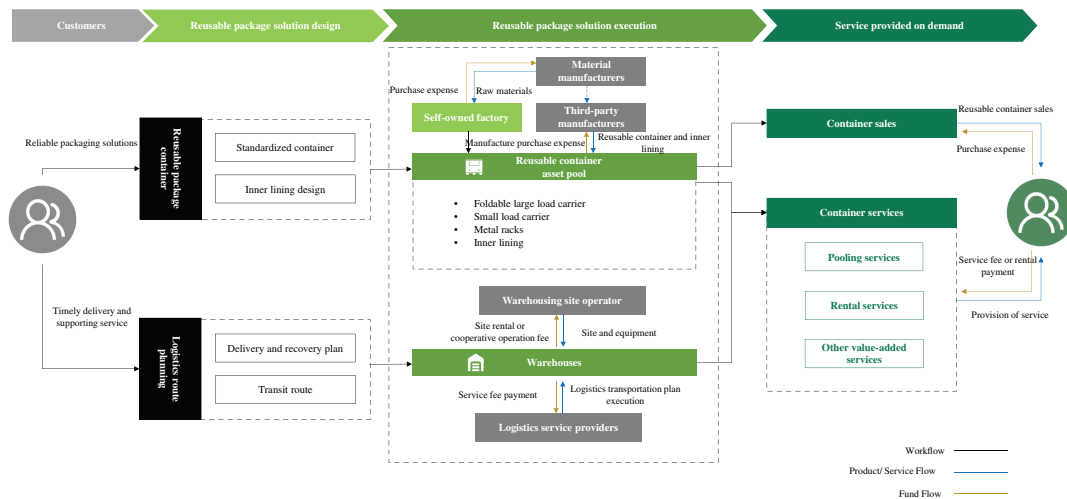 Customers
Reusable package solution design
Reusable package solution execution
Service provided on demand
Reliable packaging solutions
Timely delivery and
supporting service
Reusable package
container
Standardized container
Inner lining design
Logistics route
planning
Delivery and recovery plan
Transit route
Material
manufacturers
Purchase expense
Raw materials
Self-owned factory
Third-party
manufacturers
Manufacture purchase expense
Reusable container and inner
lining
Reusable container
asset pool
• Foldable large load carrier
• Small load carrier
• Metal racks
• Inner lining
Warehousing site operator
Site rental or
cooperative operation fee
Site and equipment
Warehouses
Service fee payment
Logistics transportation plan
execution
Logistics service providers
Container sales
Reusable container sales
Purchase expense
Container services
Pooling services
Rental services
Other value-added
services
Service fee or rental
payment
Provision of service
Workflow
Product/ Service Flow
Fund Flow